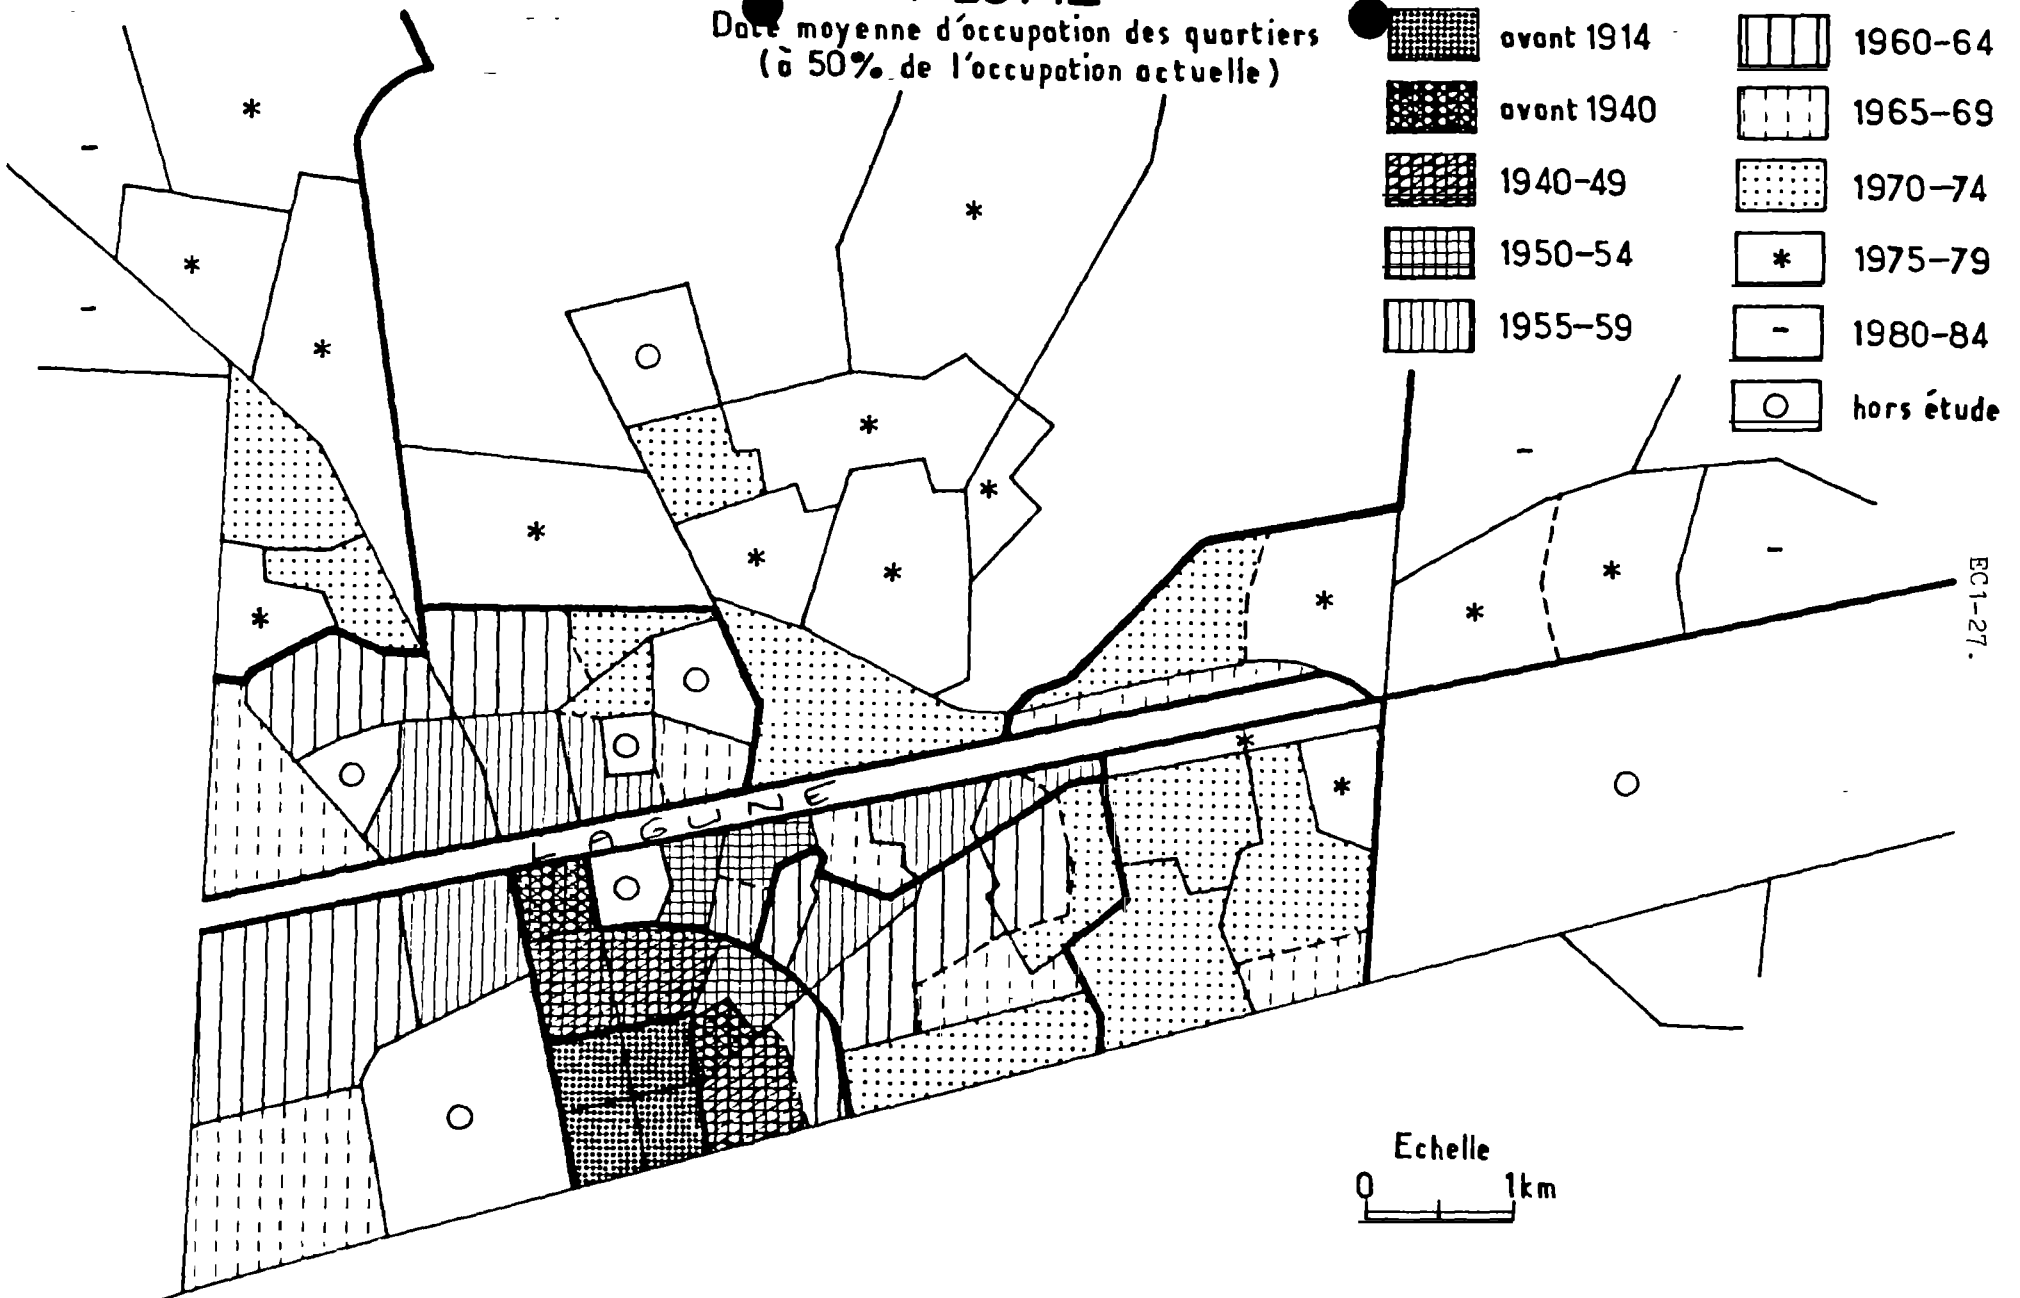 Date moyenne d'occupation des quartiers
(à 50% de l'occupation actuelle)
avant 1914
avant 1940
1940-49
1950-54
1955-59
1960-64
1965-69
1970-74
* 1975-79
- 1980-84
hors étude
EC1-27.
LAGUNE
Echelle
0 1km